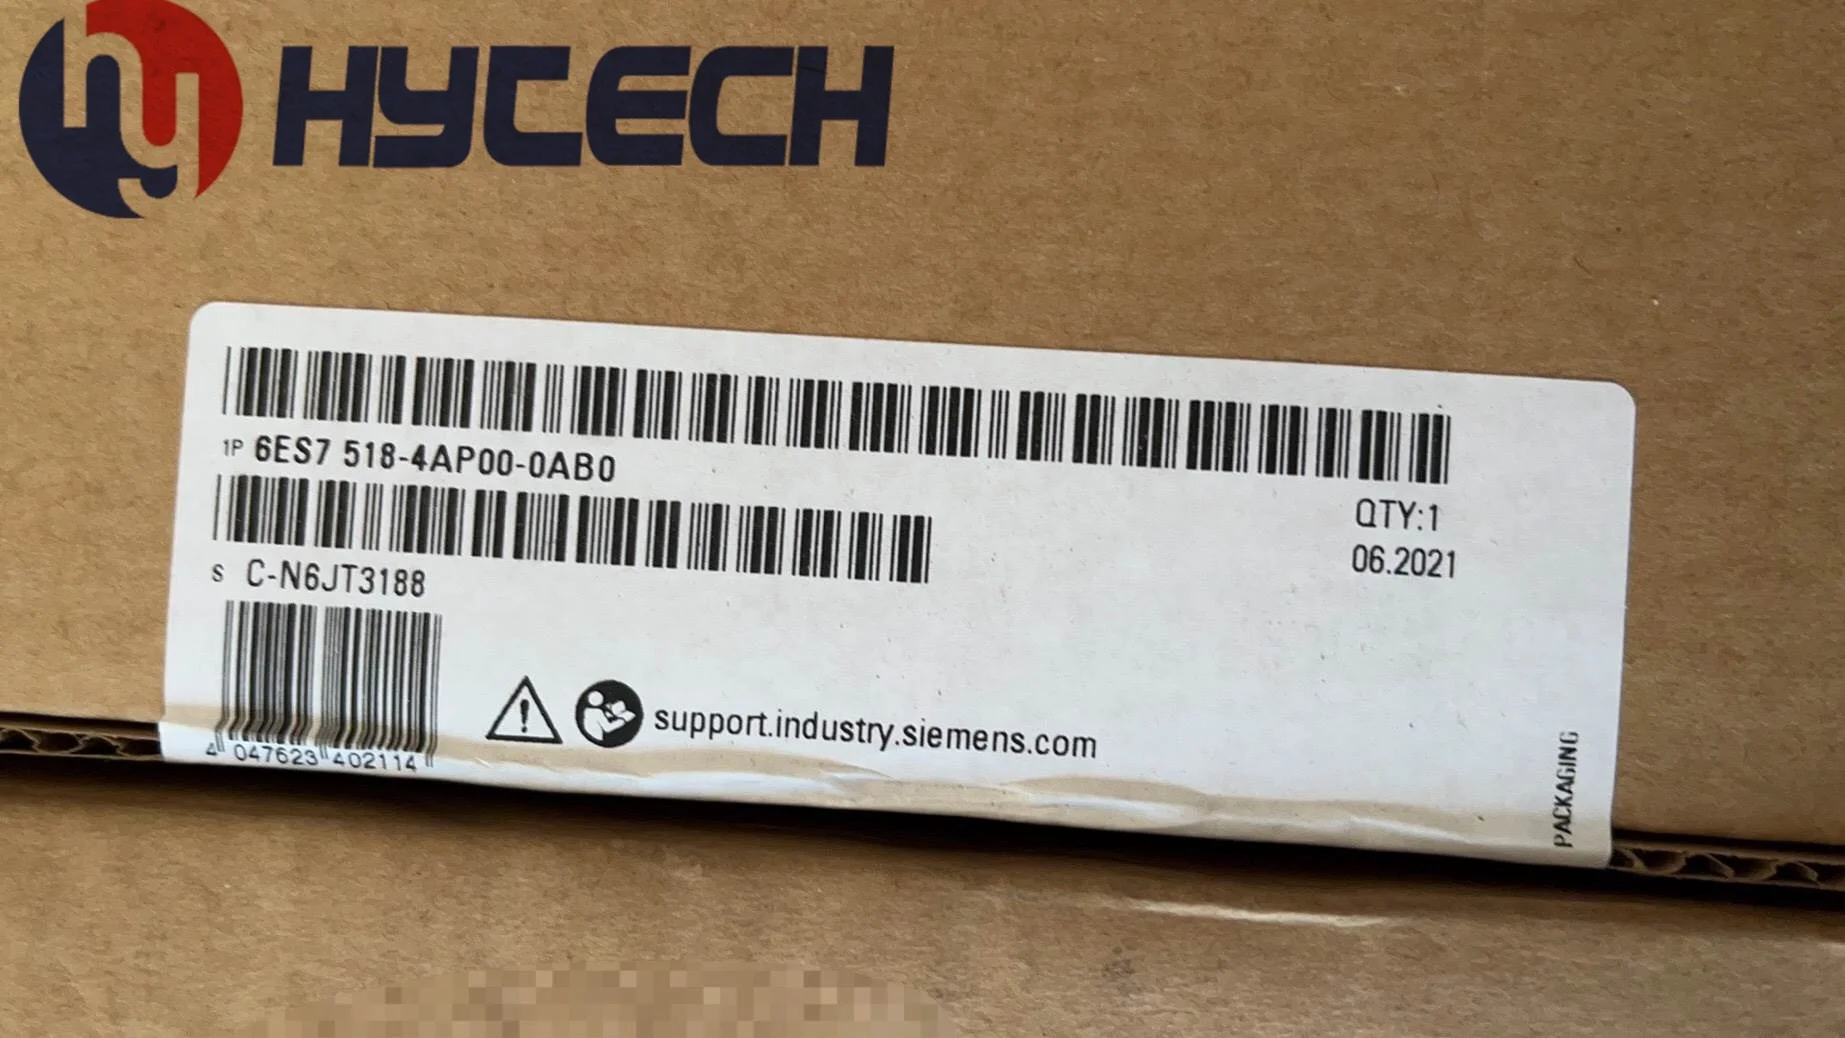 hy HYTECH
1P 6ES7 518-4AP00-0AB0
QTY:1
06.2021
S C-N6JT3188
4 047623 402114
support.industry.siemens.com
PACKAGING